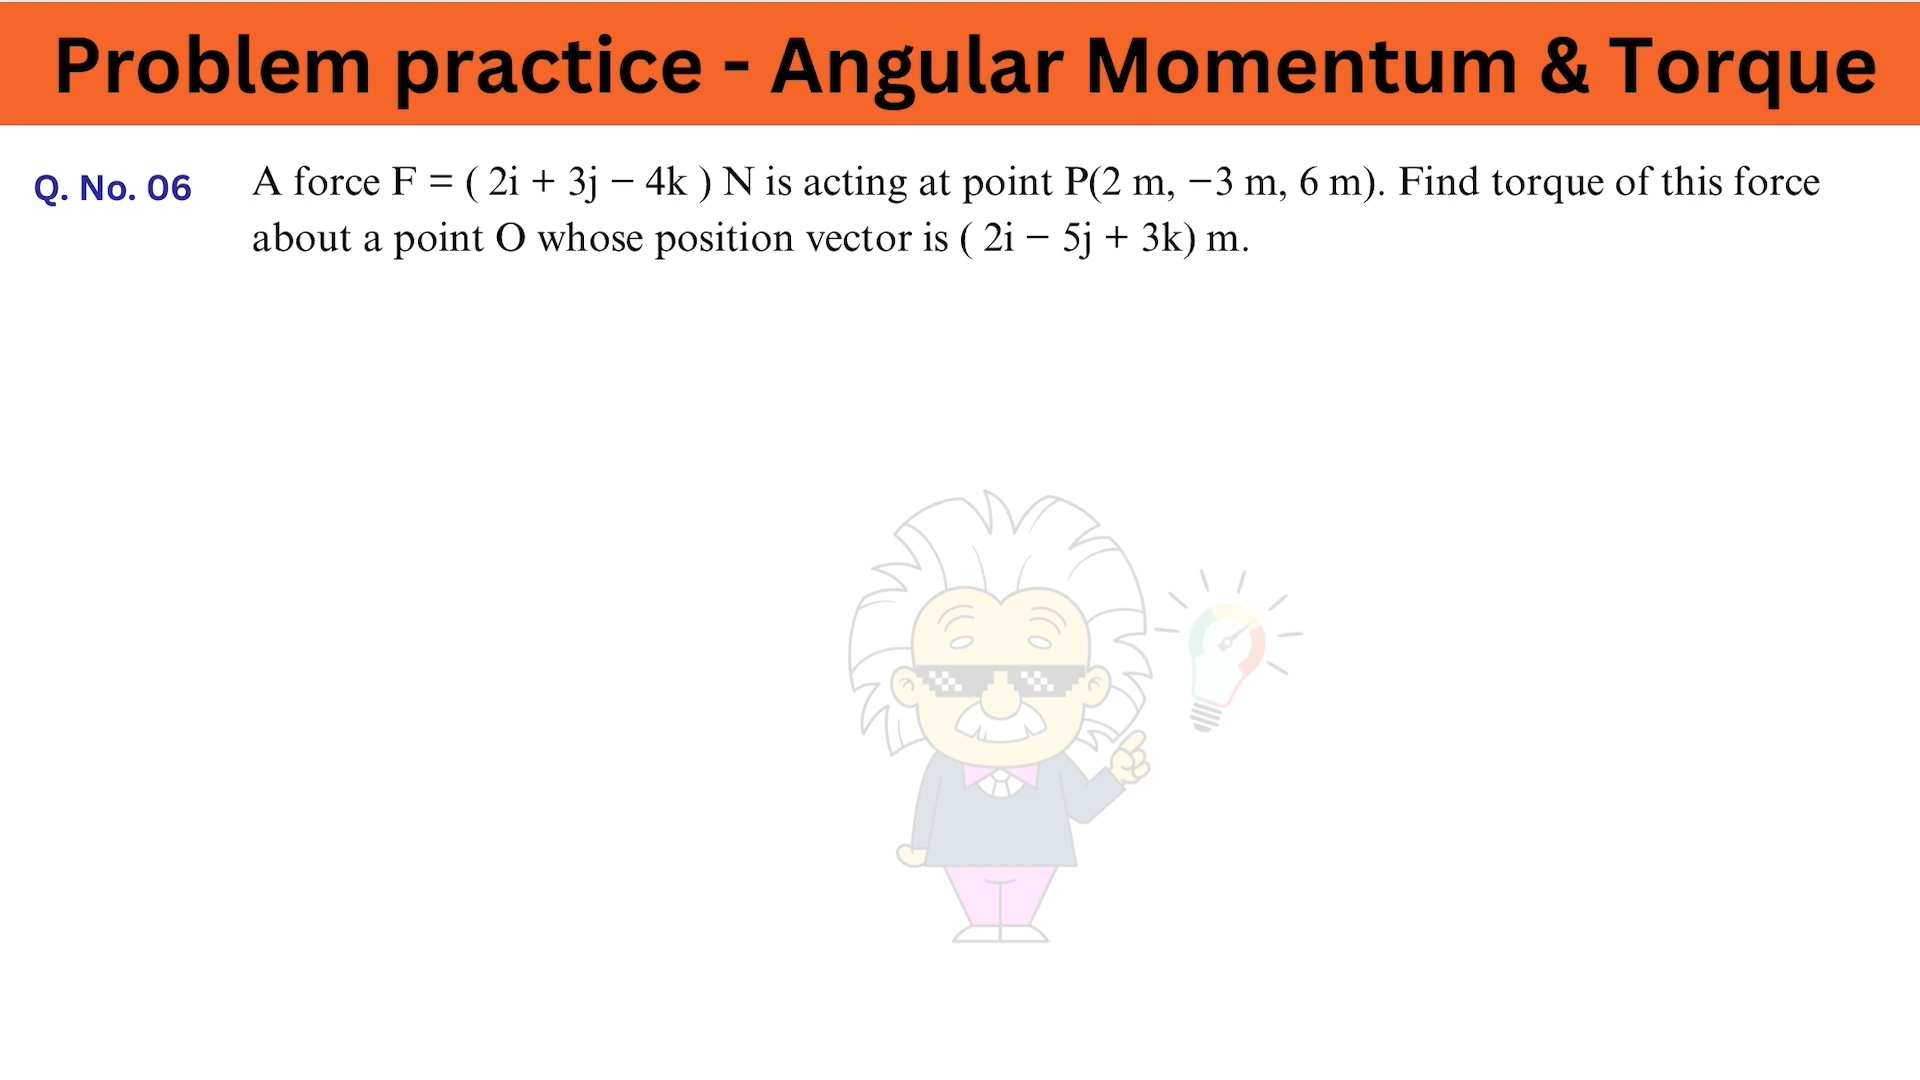 Problem practice - Angular Momentum & Torque
Q. No. 06
A force F = ( 2i + 3j − 4k ) N is acting at point P(2 m, −3 m, 6 m). Find torque of this force
about a point O whose position vector is ( 2i − 5j + 3k) m.